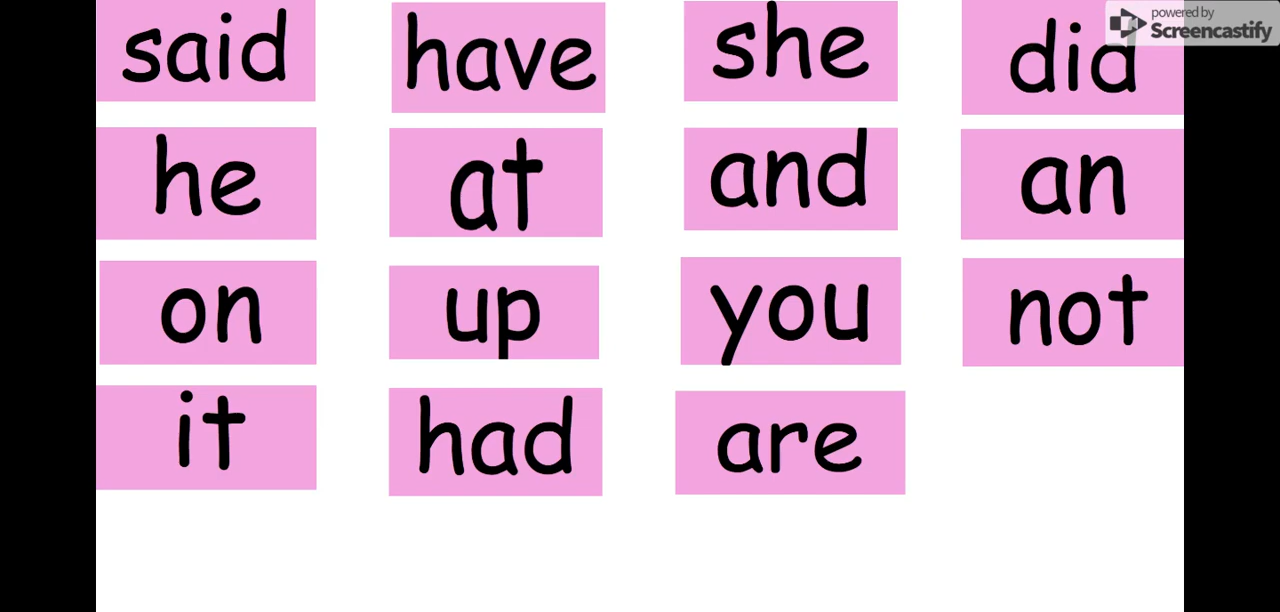 powered by
Screencastify
said have she did
he at and an
on up you not
it had are